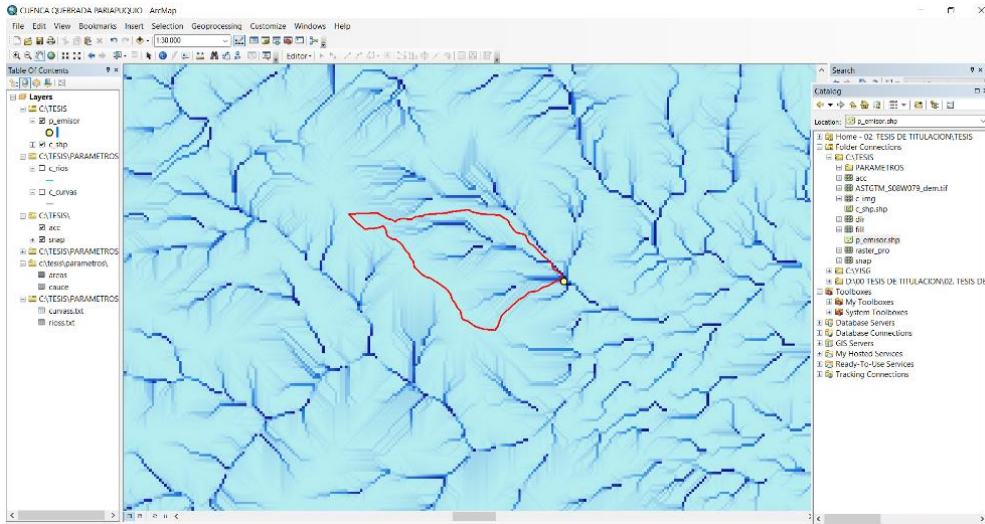 CUENCA QUEBRADA PARIAPUQUIO - ArcMap
File Edit View Bookmarks Insert Selection Geoprocessing Customize Windows Help
1:30.000
Editor
Table Of Contents
Layers
C:\TESIS
p_emisor
c_shp
C:\TESIS\PARAMETROS
c_rios
c_curvas
C:\TESIS\
acc
snap
C:\TESIS\PARAMETROS
c:\tesis\parametros\
areas
cauce
C:\TESIS\PARAMETROS
curvass.txt
rioss.txt
Search
Catalog
Location: p_emisor.shp
Home - 02. TESIS DE TITULACION\TESIS
Folder Connections
C:\TESIS
PARAMETROS
acc
ASTGTM_S08W079_dem.tif
c_img
c_shp.shp
dir
fill
p_emisor.shp
raster_pro
snap
C:\YISG
D:\00 TESIS DE TITULACION\02. TESIS DE
Toolboxes
My Toolboxes
System Toolboxes
Database Servers
Database Connections
GIS Servers
My Hosted Services
Ready-To-Use Services
Tracking Connections